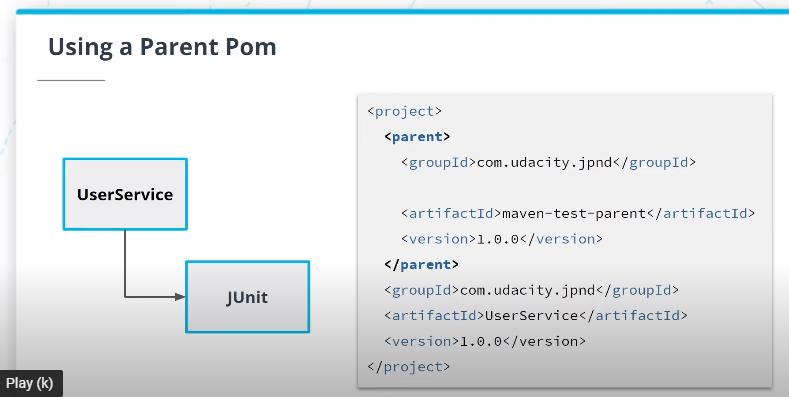 Using a Parent Pom
UserService
JUnit
<project>
<parent>
<groupId>com.udacity.jpnd</groupId>
<artifactId>maven-test-parent</artifactId>
<version>1.0.0</version>
</parent>
<groupId>com.udacity.jpnd</groupId>
<artifactId>UserService</artifactId>
<version>1.0.0</version>
</project>
Play (k)